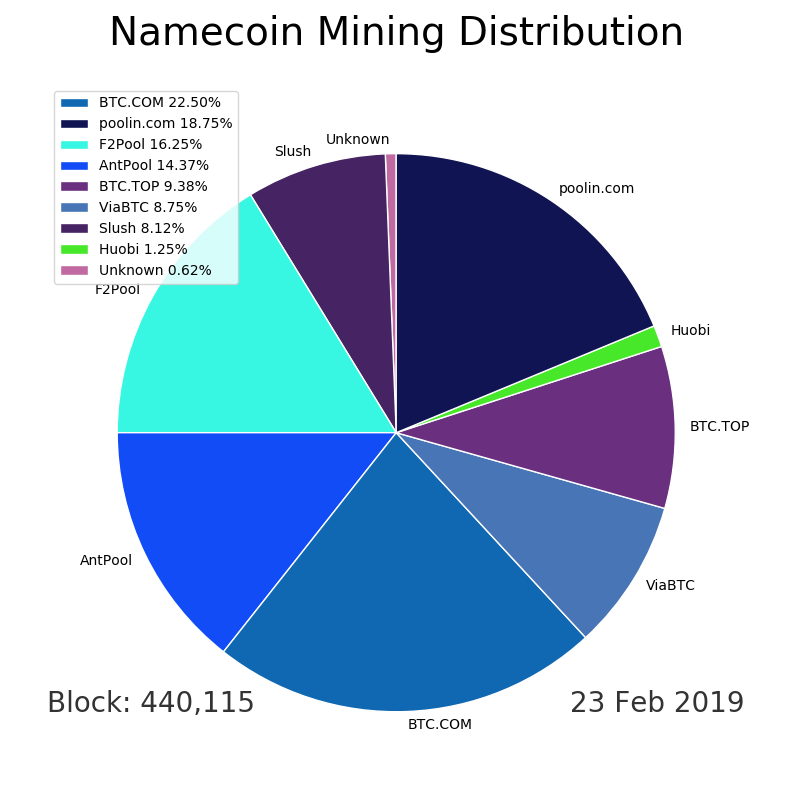 Namecoin Mining Distribution
BTC.COM 22.50%
poolin.com 18.75%
F2Pool 16.25%
AntPool 14.37%
BTC.TOP 9.38%
ViaBTC 8.75%
Slush 8.12%
Huobi 1.25%
Unknown 0.62%
Unknown
Slush
poolin.com
F2Pool
Huobi
BTC.TOP
AntPool
ViaBTC
BTC.COM
Block: 440,115
23 Feb 2019